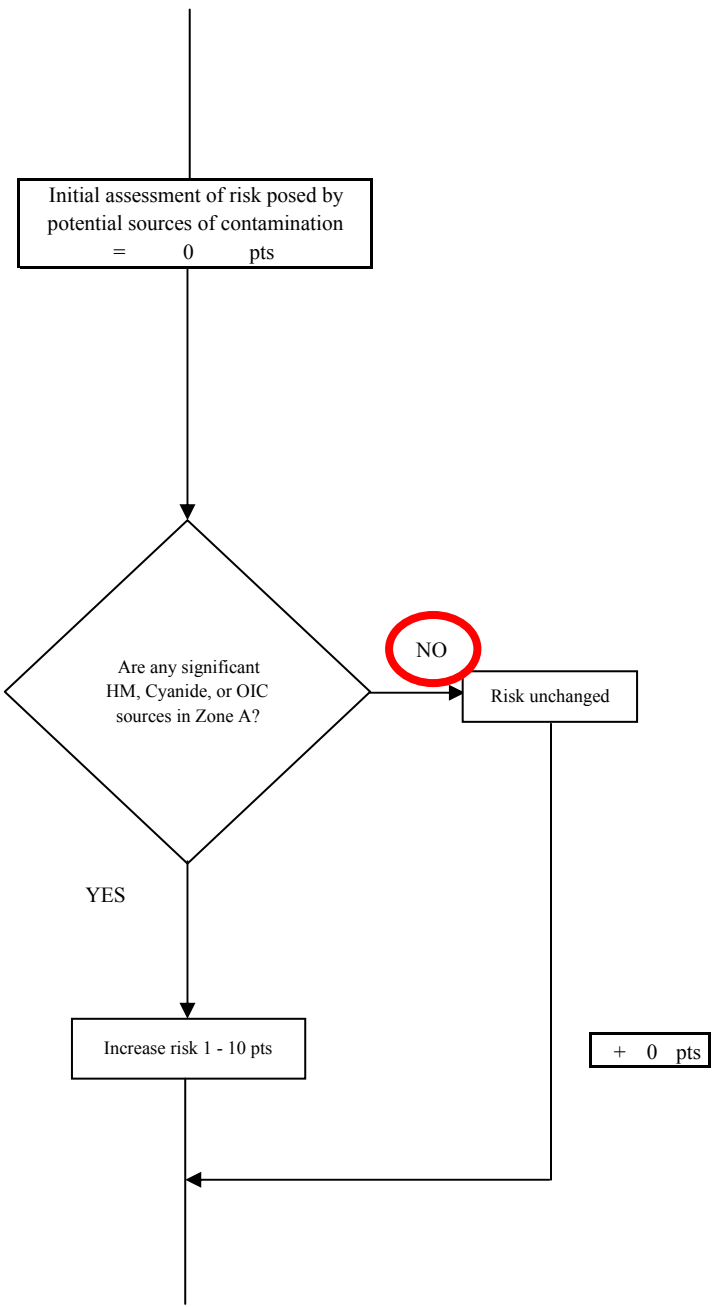 Initial assessment of risk posed by
potential sources of contamination
= 0 pts
Are any significant
HM, Cyanide, or OIC
sources in Zone A?
NO
Risk unchanged
YES
Increase risk 1 - 10 pts
+ 0 pts